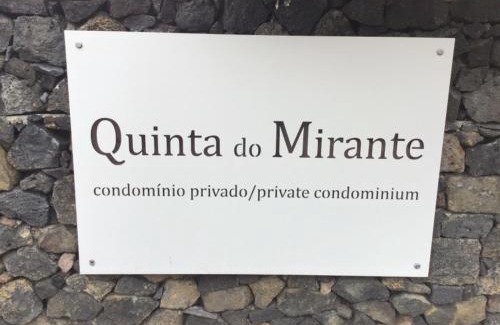 Quinta do Mirante
condomínio privado/private condominium